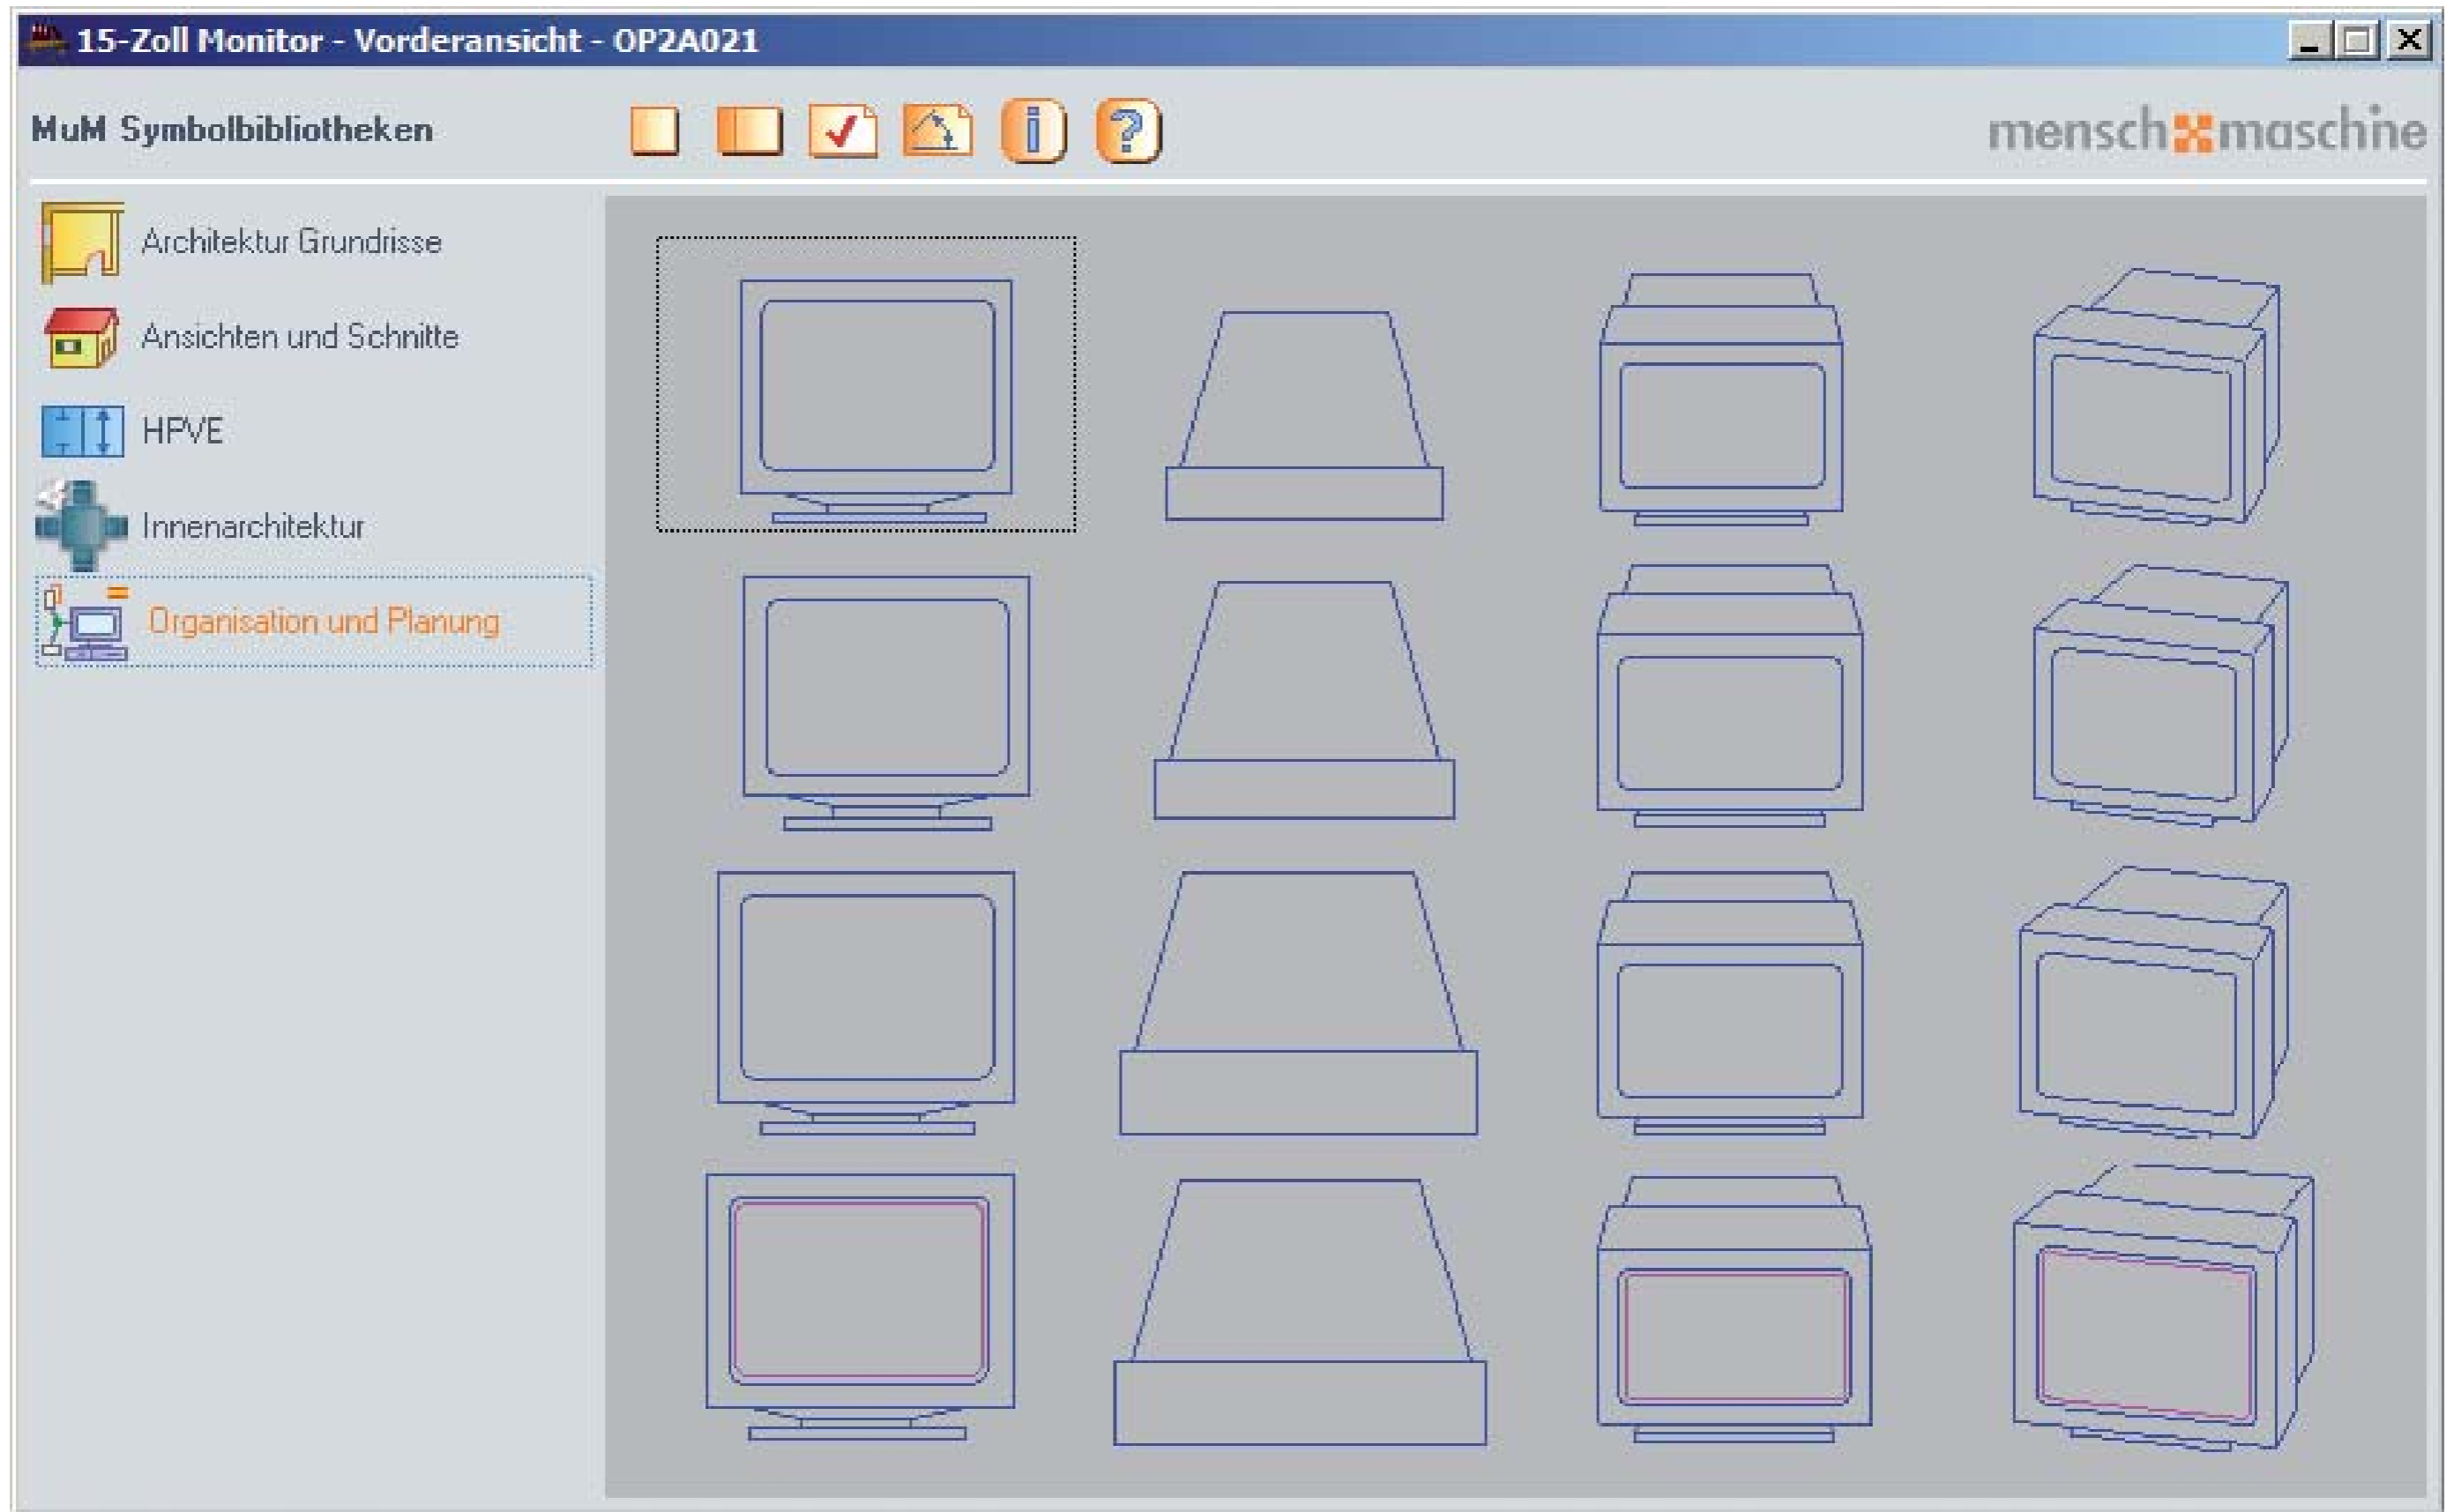 15-Zoll Monitor - Vorderansicht - OP2A021
MuM Symbolbibliotheken
mensch maschine
Architektur Grundrisse
Ansichten und Schnitte
HPVE
Innenarchitektur
Organisation und Planung